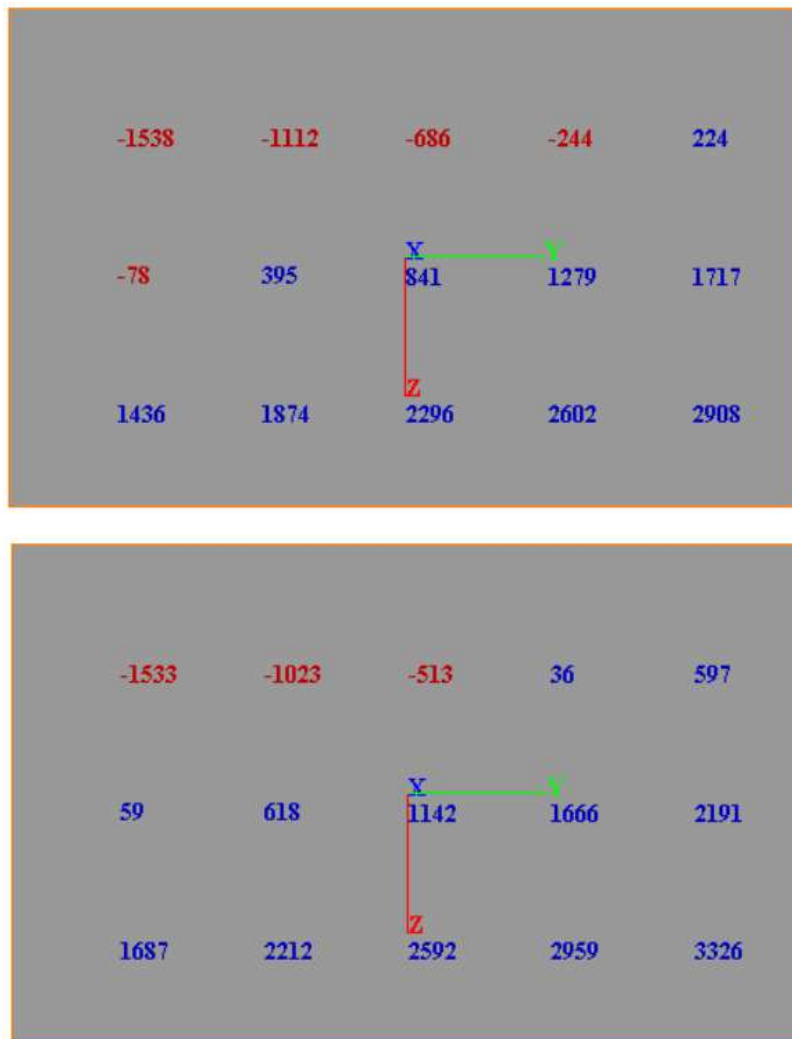 -1538 -1112 -686 -244 224
X Y
-78 395 841 1279 1717
Z
1436 1874 2296 2602 2908
-1533 -1023 -513 36 597
X Y
59 618 1142 1666 2191
Z
1687 2212 2592 2959 3326